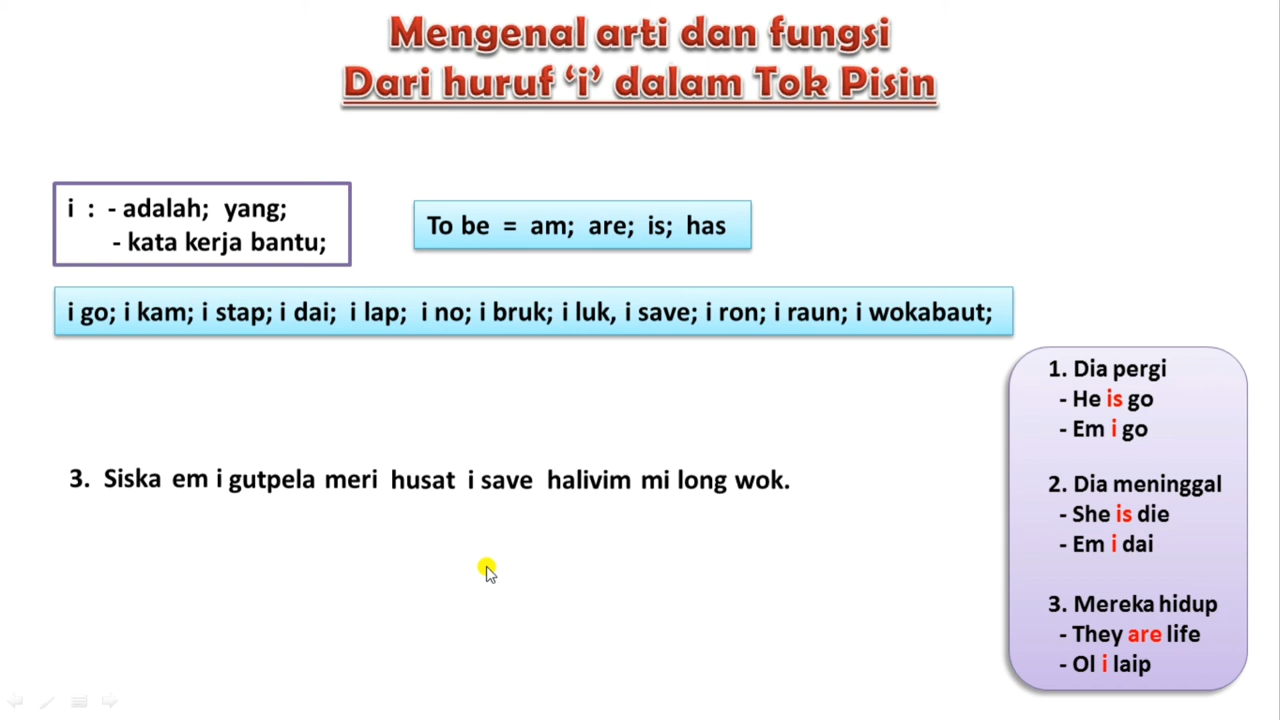 Mengenal arti dan fungsi
Dari huruf ‘i’ dalam Tok Pisin
i : - adalah; yang;
- kata kerja bantu;
To be = am; are; is; has
i go; i kam; i stap; i dai; i lap; i no; i bruk; i luk, i save; i ron; i raun; i wokabaut;
3. Siska em i gutpela meri husat i save halivim mi long wok.
1. Dia pergi
- He is go
- Em i go
2. Dia meninggal
- She is die
- Em i dai
3. Mereka hidup
- They are life
- Ol i laip